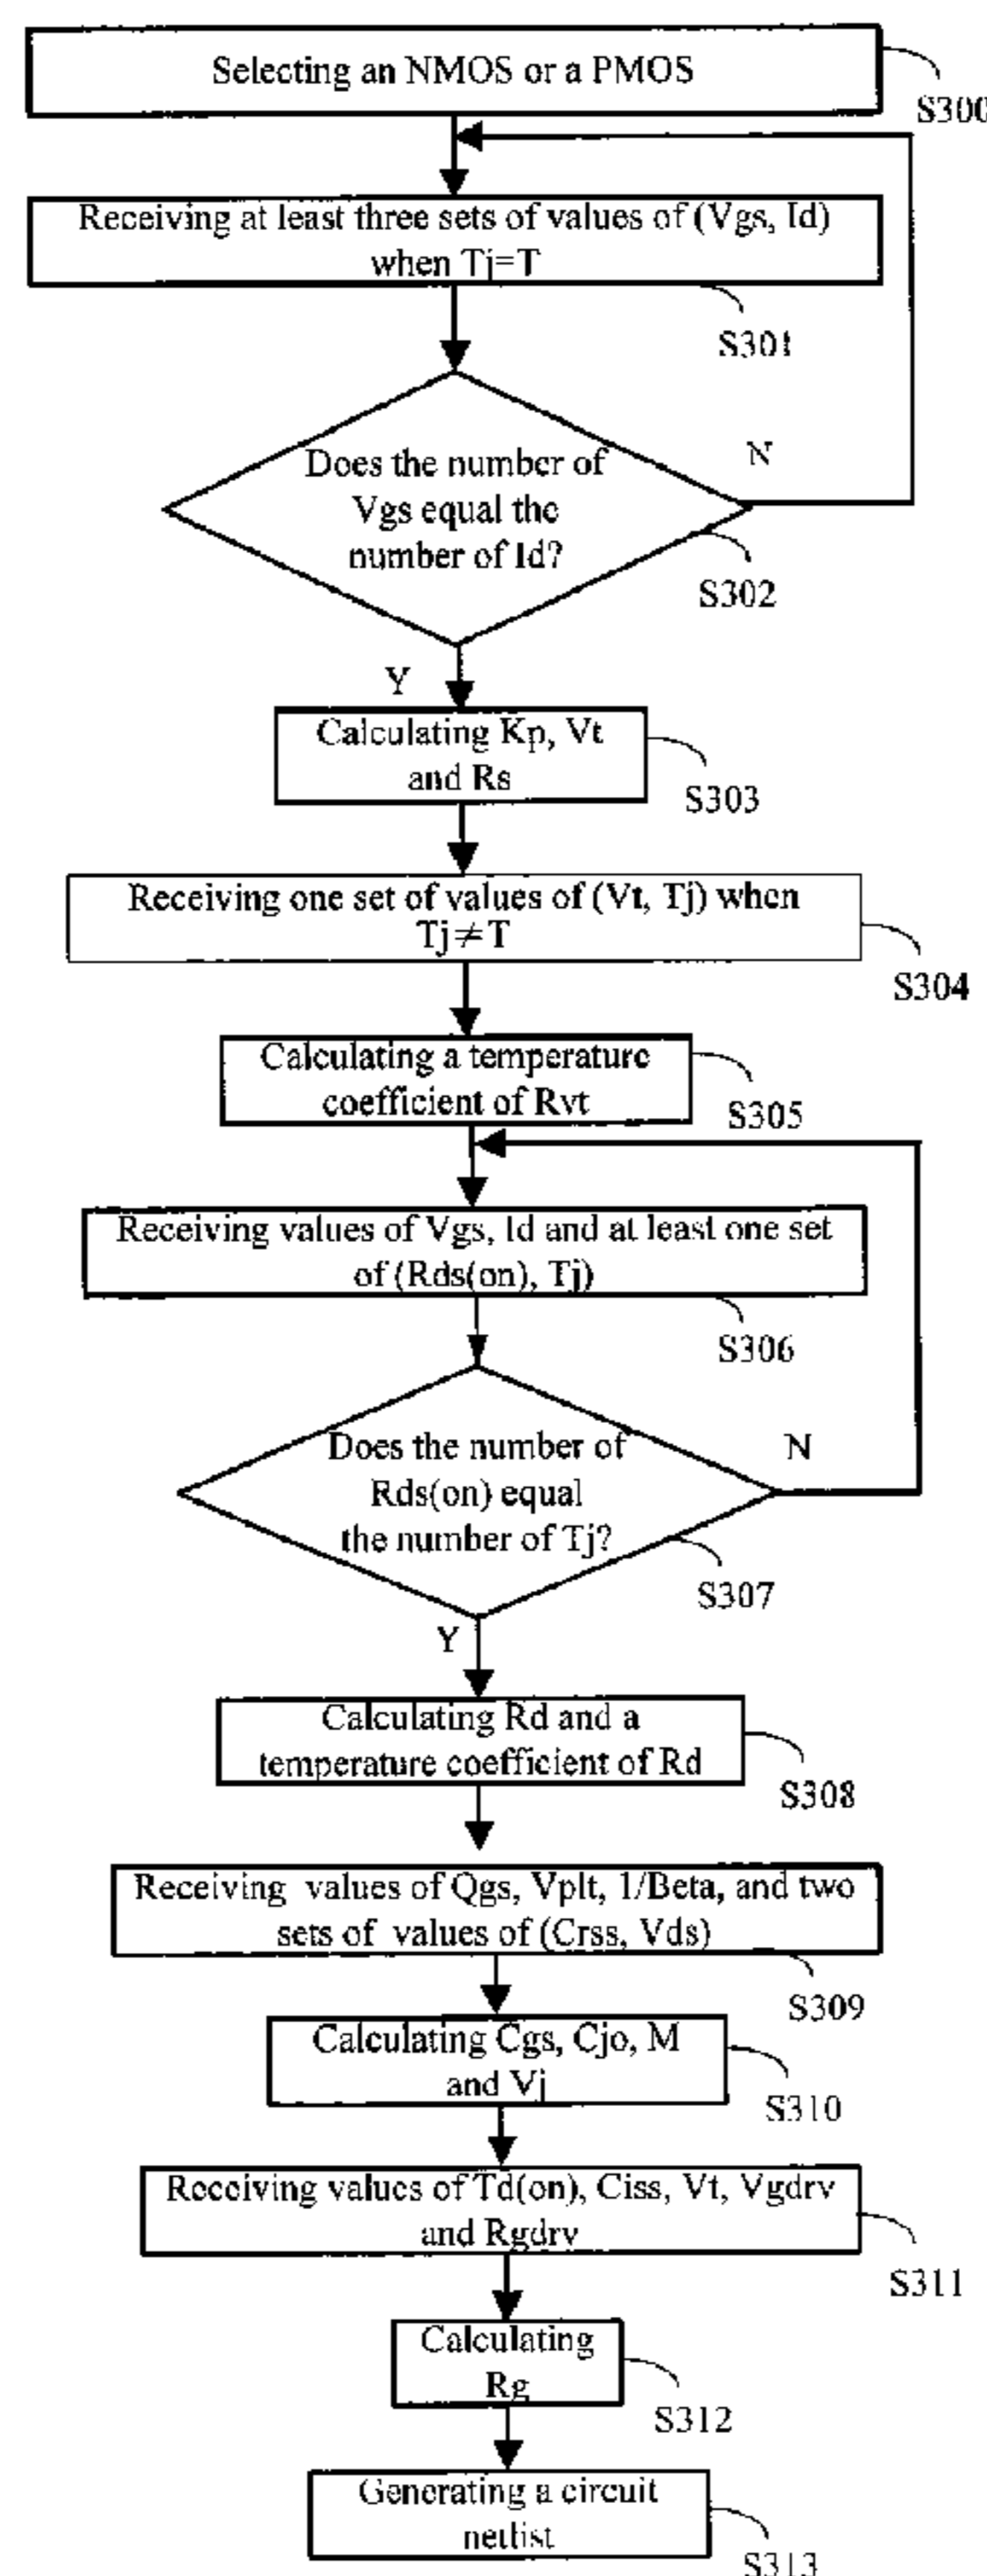 Selecting an NMOS or a PMOS
S300
Receiving at least three sets of values of (Vgs, Id)
when Tj=T
S301
Does the number of
Vgs equal the
number of Id?
N
S302
Y
Calculating Kp, Vt
and Rs
S303
Receiving one set of values of (Vt, Tj) when
Tj≠T
S304
Calculating a temperature
coefficient of Rvt
S305
Receiving values of Vgs, Id and at least one set
of (Rds(on), Tj)
S306
Does the number of
Rds(on) equal
the number of Tj?
N
S307
Y
Calculating Rd and a
temperature coefficient of Rd
S308
Receiving values of Qgs, Vplt, 1/Beta, and two
sets of values of (Crss, Vds)
S309
Calculating Cgs, Cjo, M
and Vj
S310
Receiving values of Td(on), Ciss, Vt, Vgdrv
and Rgdrv
S311
Calculating
Rg
S312
Generating a circuit
netlist
S313